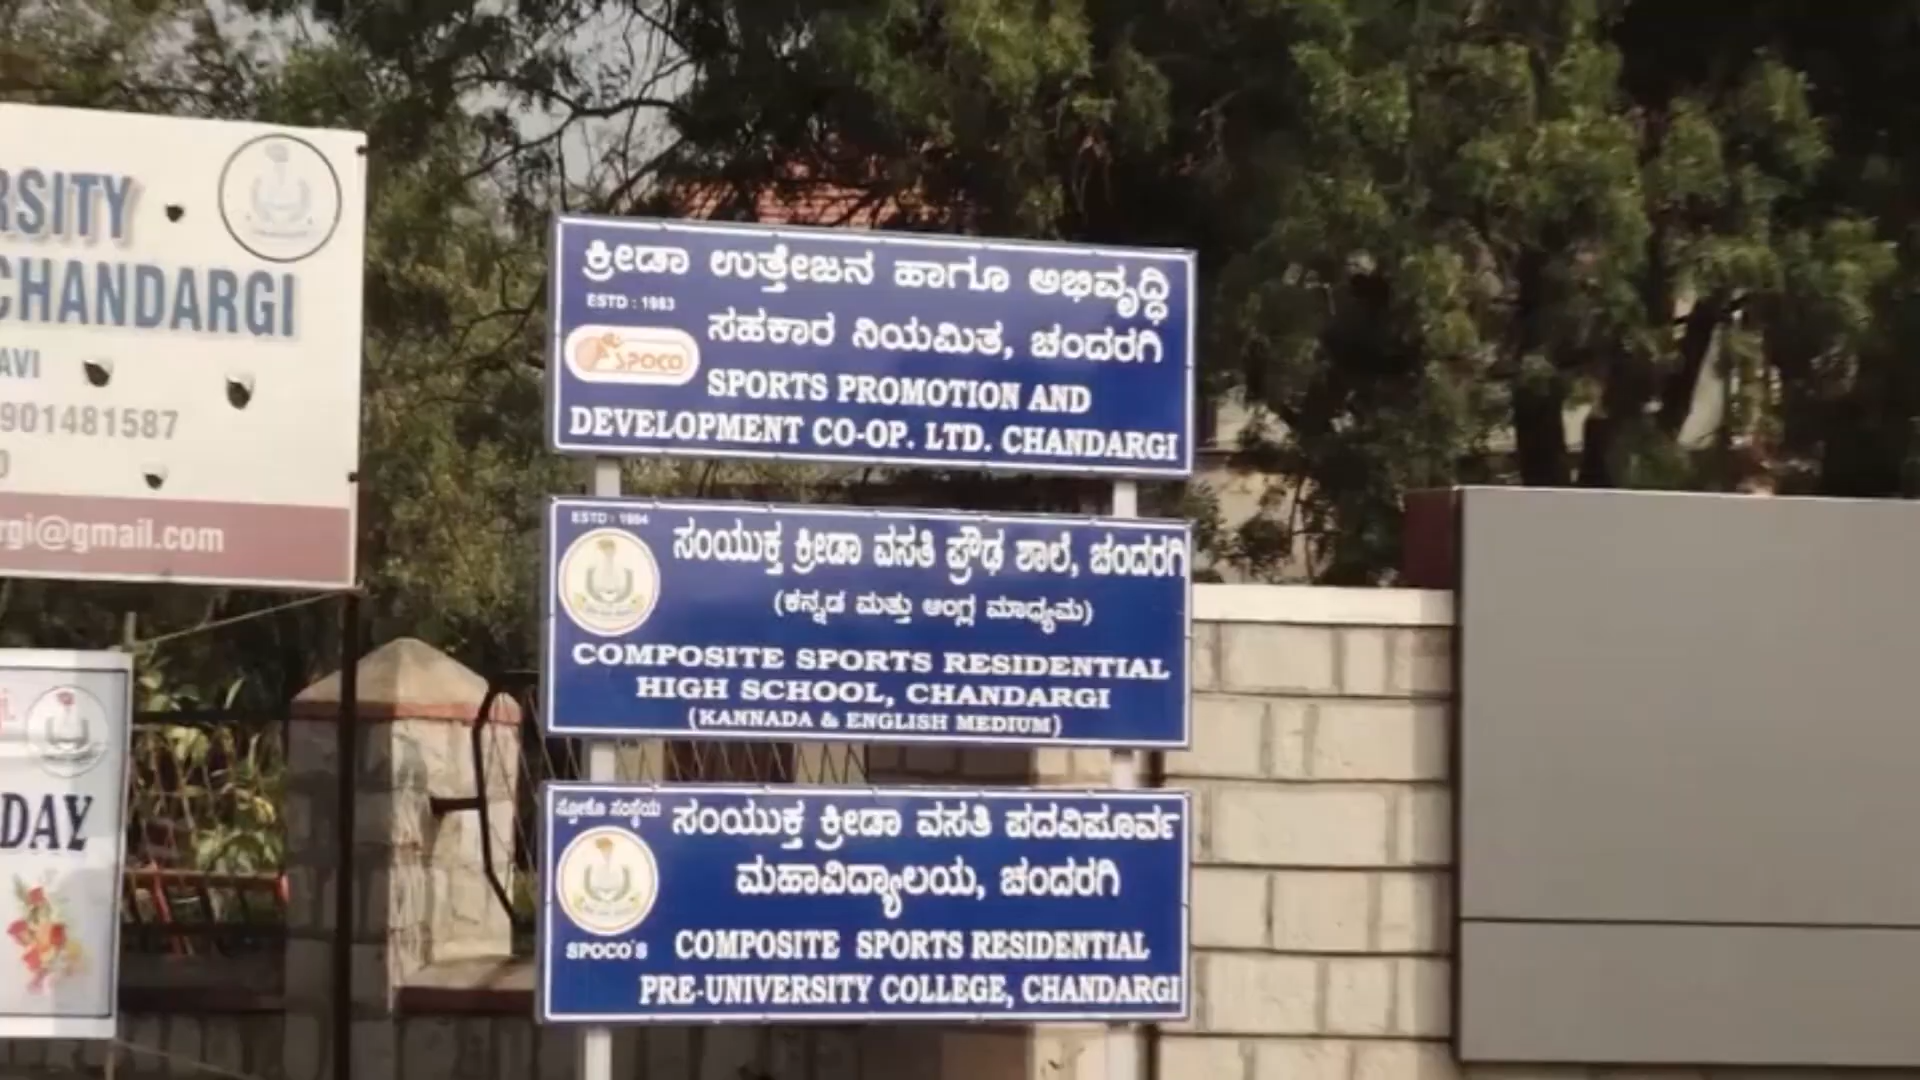 RSITY
CHANDARGI
AVI
901481587
0
rgi@gmail.com
DAY
ಕ್ರೀಡಾ ಉತ್ತೇಜನ ಹಾಗೂ ಅಭಿವೃದ್ಧಿ
ESTD : 1983
ಸಹಕಾರ ನಿಯಮಿತ, ಚಂದರಗಿ
SPOCO
SPORTS PROMOTION AND
DEVELOPMENT CO-OP. LTD. CHANDARGI
ESTD : 1984
ಸಂಯುಕ್ತ ಕ್ರೀಡಾ ವಸತಿ ಪ್ರೌಢ ಶಾಲೆ, ಚಂದರಗಿ
(ಕನ್ನಡ ಮತ್ತು ಆಂಗ್ಲ ಮಾಧ್ಯಮ)
COMPOSITE SPORTS RESIDENTIAL
HIGH SCHOOL, CHANDARGI
(KANNADA & ENGLISH MEDIUM)
ಸ್ಪೋಕೊ ಸಂಸ್ಥೆಯ
ಸಂಯುಕ್ತ ಕ್ರೀಡಾ ವಸತಿ ಪದವಿಪೂರ್ವ
ಮಹಾವಿದ್ಯಾಲಯ, ಚಂದರಗಿ
SPOCO'S COMPOSITE SPORTS RESIDENTIAL
PRE-UNIVERSITY COLLEGE, CHANDARGI